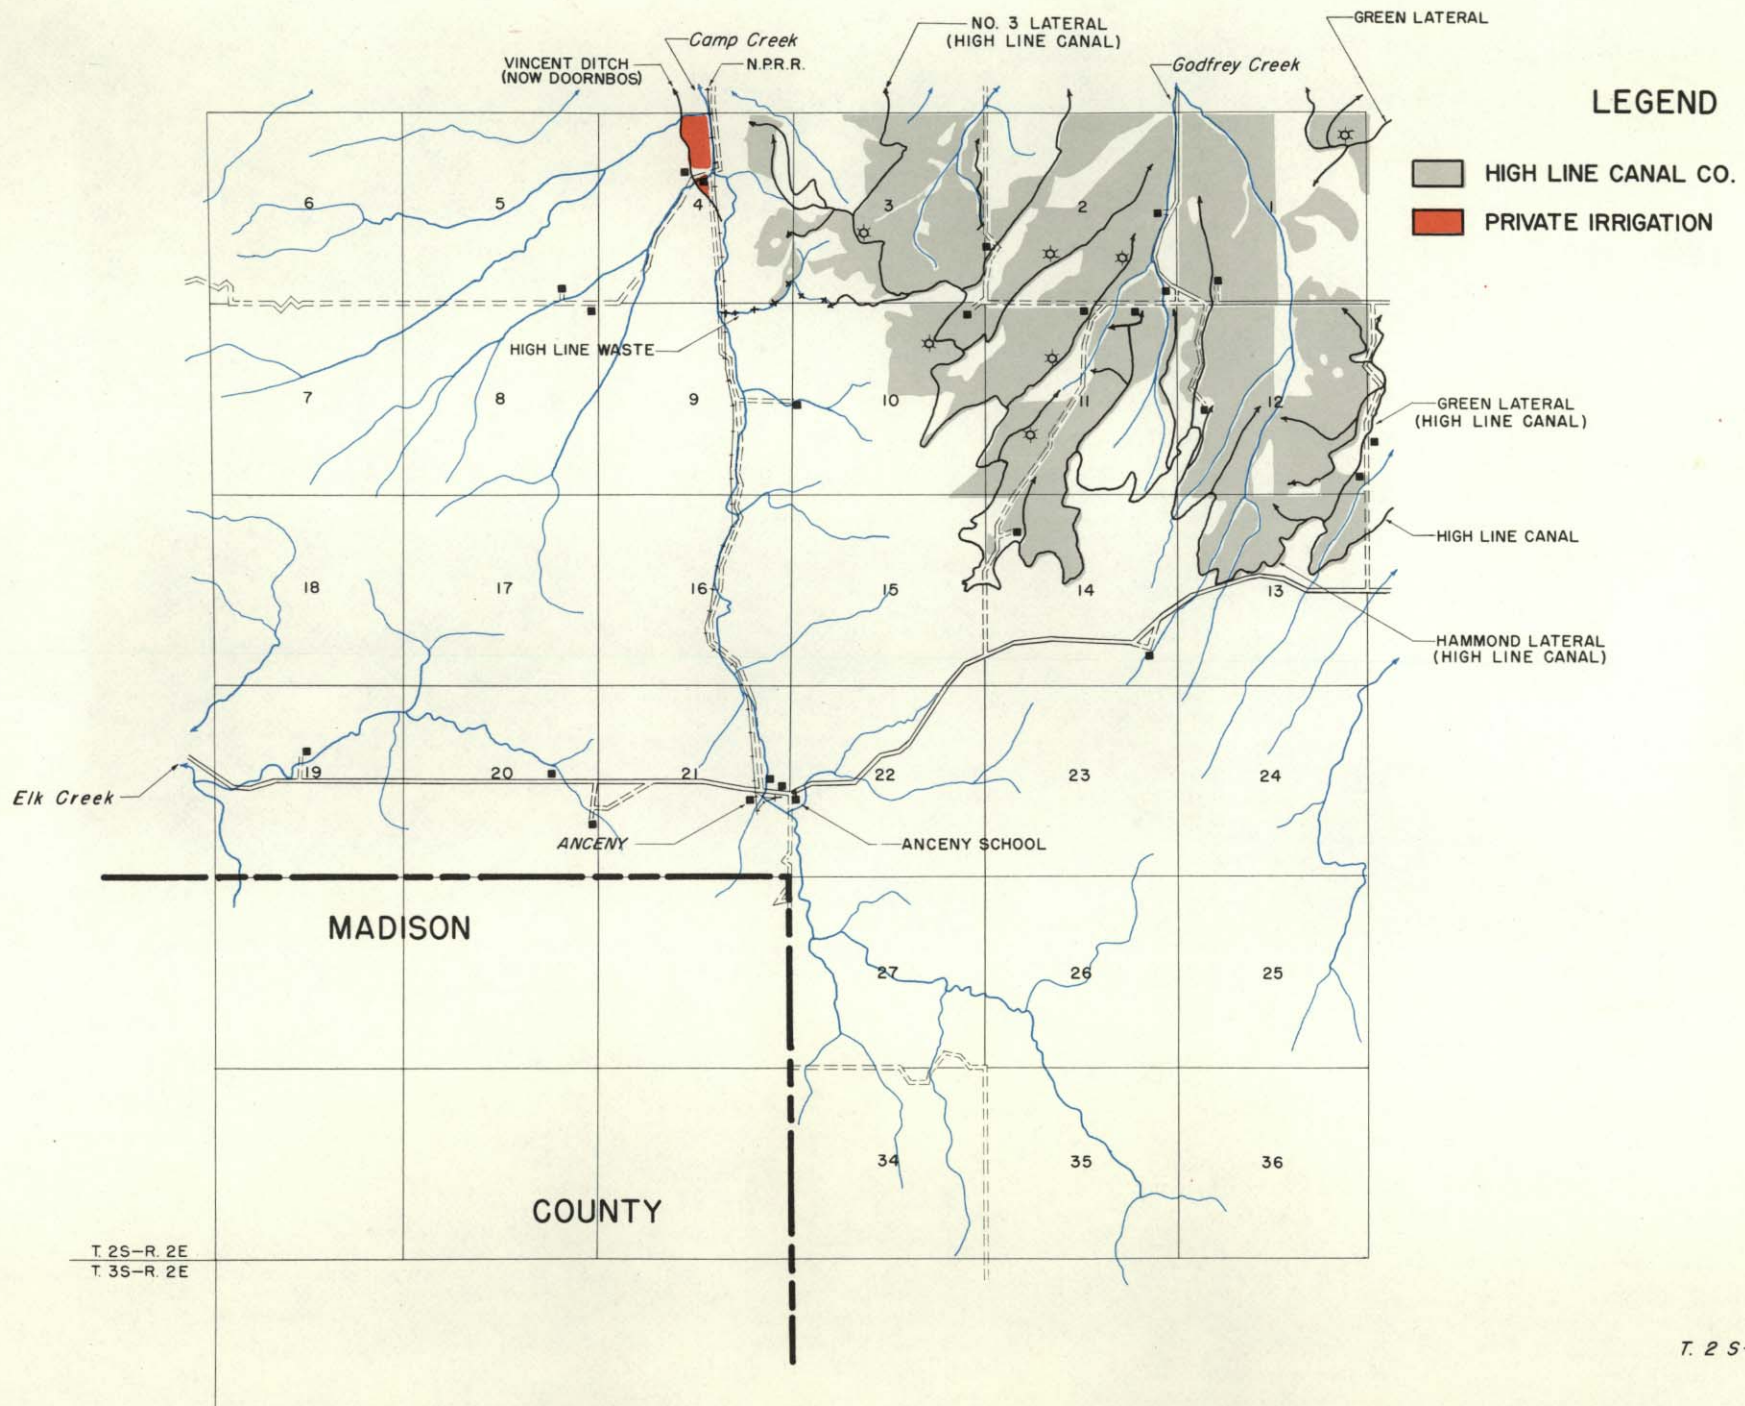 GREEN LATERAL
NO. 3 LATERAL
(HIGH LINE CANAL)
Camp Creek
VINCENT DITCH
(NOW DOORNBOS)
N.P.R.R.
Godfrey Creek
LEGEND
HIGH LINE CANAL CO.
PRIVATE IRRIGATION
6
5
4
3
2
1
HIGH LINE WASTE
7
8
9
10
11
12
GREEN LATERAL
(HIGH LINE CANAL)
HIGH LINE CANAL
18
17
16
15
14
13
HAMMOND LATERAL
(HIGH LINE CANAL)
19
20
21
22
23
24
Elk Creek
ANCENY
ANCENY SCHOOL
MADISON
27
26
25
34
35
36
COUNTY
T. 2S-R. 2E
T. 3S-R. 2E
T. 2 S